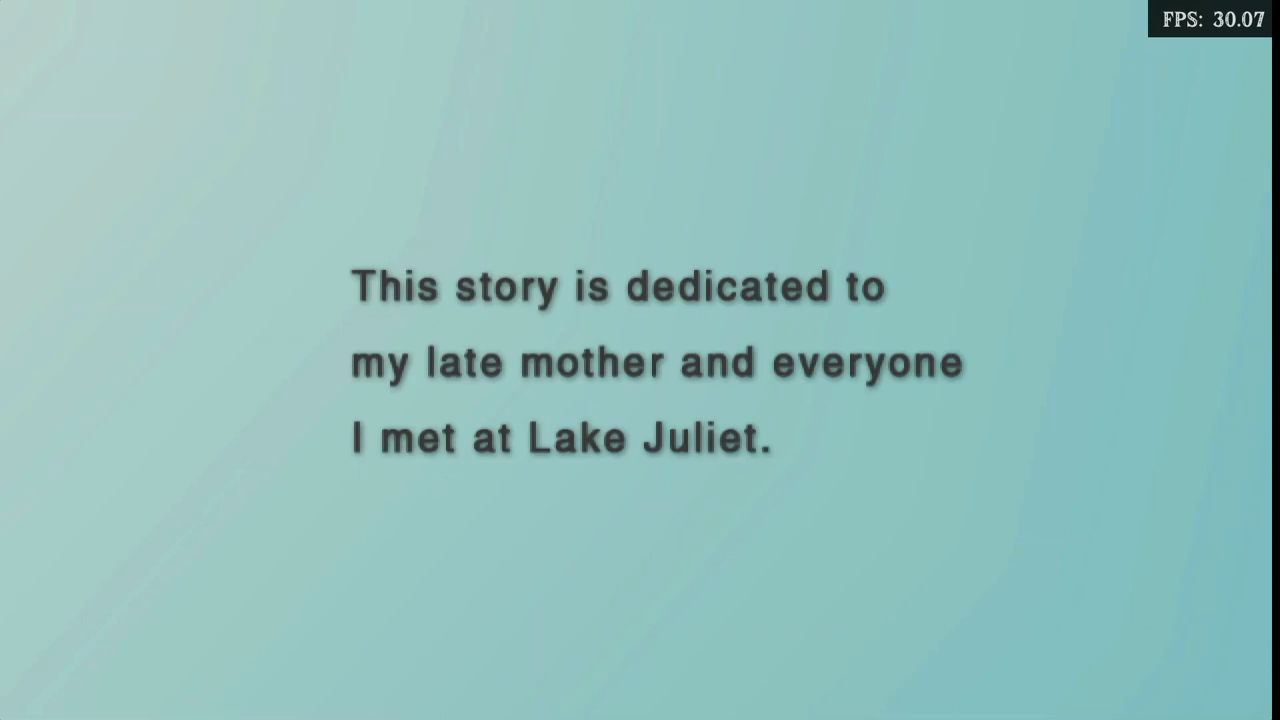 FPS: 30.07
This story is dedicated to
my late mother and everyone
I met at Lake Juliet.